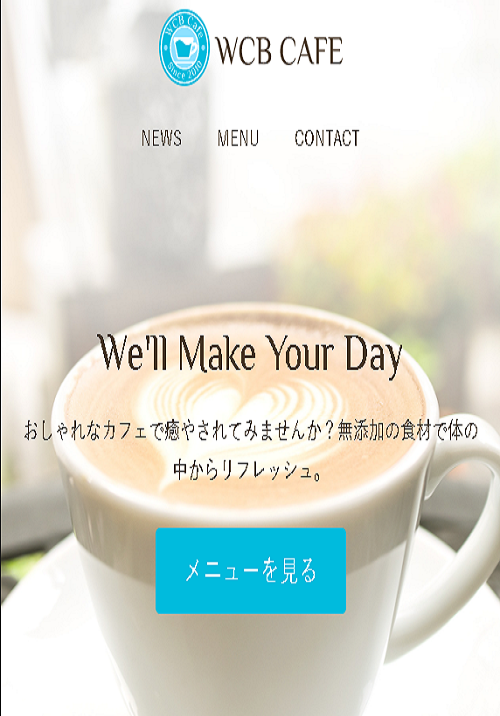 WCB Cafe
Since 2010
WCB CAFE
NEWS MENU CONTACT
We'll Make Your Day
おしゃれなカフェで癒やされてみませんか？無添加の食材で体の
中からリフレッシュ。
メニューを見る